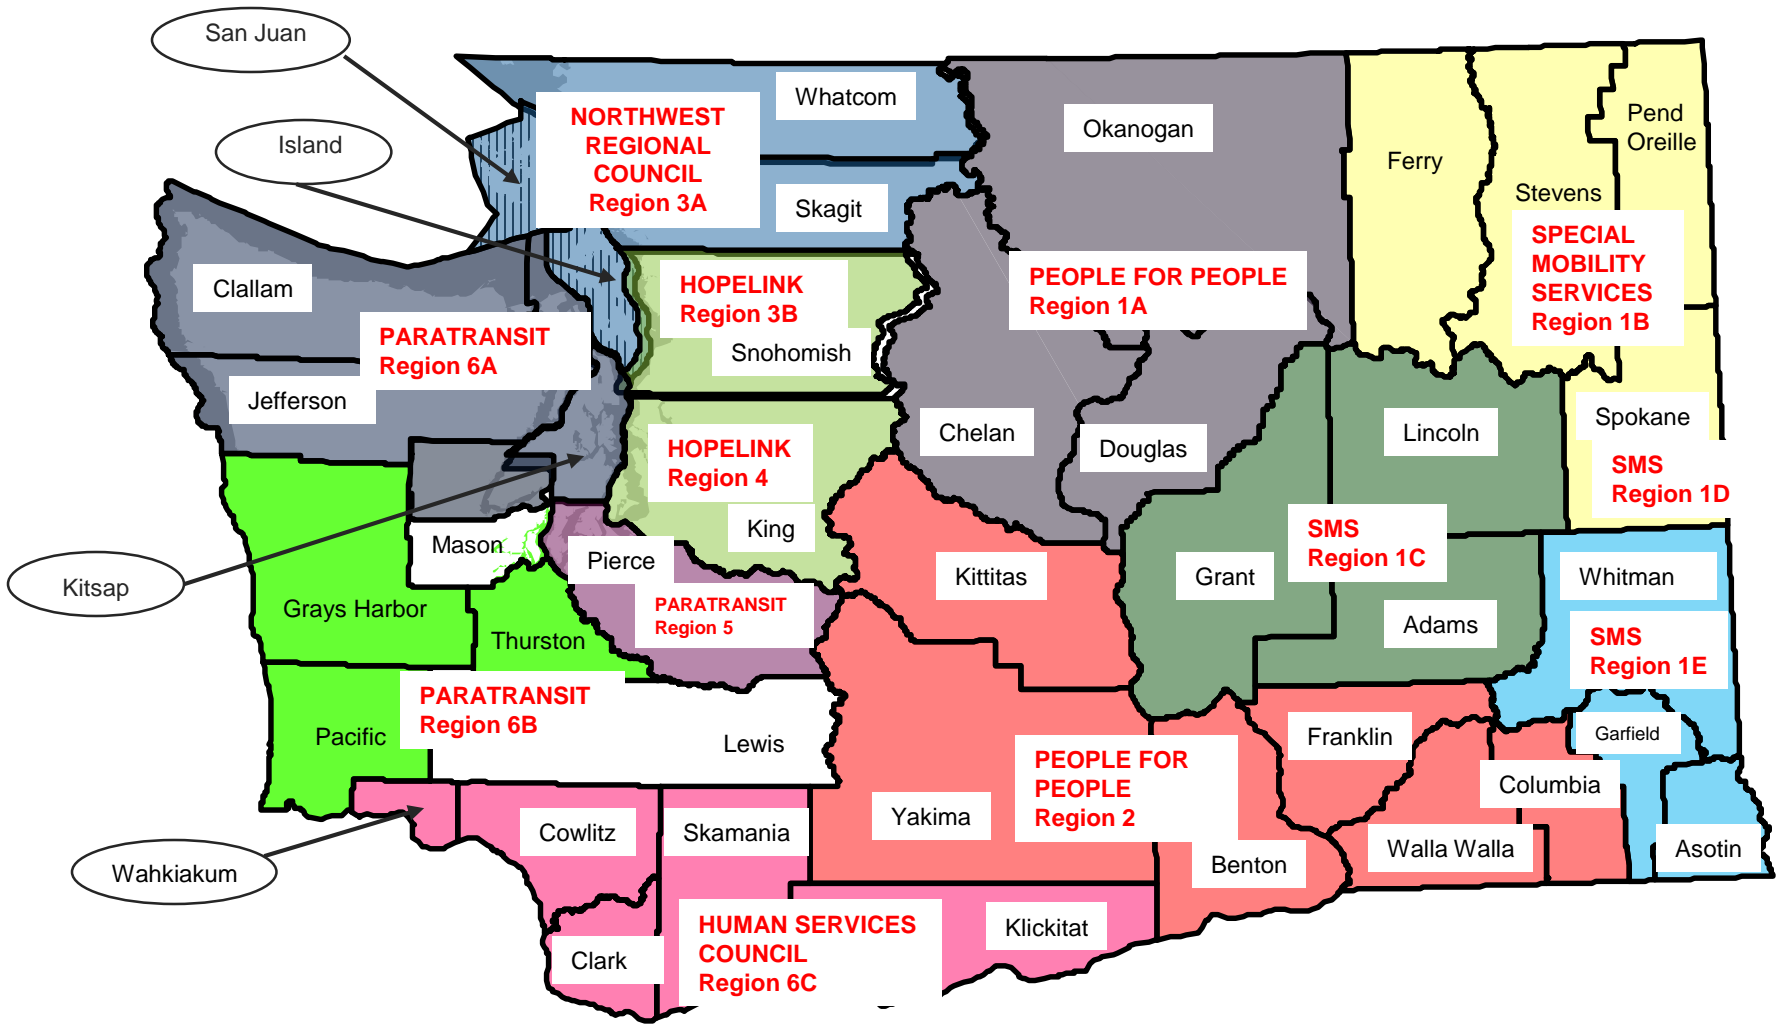 San Juan
Whatcom
NORTHWEST
REGIONAL
COUNCIL
Region 3A
Okanogan
Pend
Oreille
Island
Ferry
Stevens
Skagit
SPECIAL
MOBILITY
SERVICES
Region 1B
Clallam
HOPELINK
Region 3B
Snohomish
PEOPLE FOR PEOPLE
Region 1A
PARATRANSIT
Region 6A
Jefferson
Chelan
Douglas
Lincoln
Spokane
HOPELINK
Region 4
King
SMS
Region 1D
Mason
Pierce
Kittitas
Grant
SMS
Region 1C
Whitman
Kitsap
Grays Harbor
Thurston
PARATRANSIT
Region 5
Adams
SMS
Region 1E
PARATRANSIT
Region 6B
Pacific
Lewis
Franklin
Garfield
PEOPLE FOR
PEOPLE
Region 2
Columbia
Yakima
Cowlitz
Skamania
Walla Walla
Asotin
Benton
Wahkiakum
HUMAN SERVICES
COUNCIL
Region 6C
Klickitat
Clark